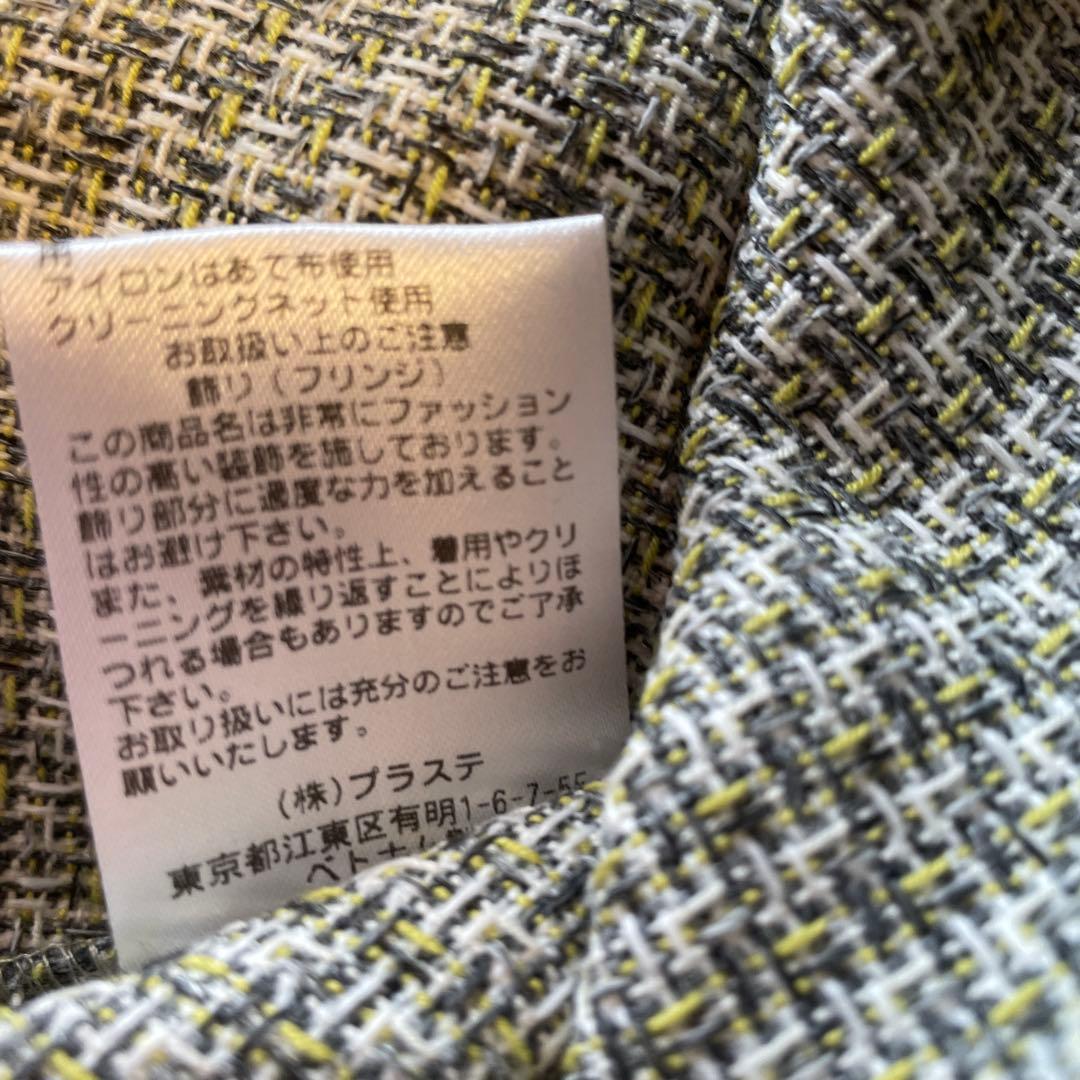 用
アイロンはあて布使用
クリーニングネット使用
お取扱い上のご注意
飾り(フリンジ)
この商品名は非常にファッション
性の高い装飾を施しております。
飾り部分に過度な力を加えること
はお避け下さい。
また、素材の特性上、着用やクリ
ーニングを繰り返すことによりほ
つれる場合もありますのでご了承
下さい。
お取り扱いには充分のご注意をお
願いいたします。
(株)プラステ
東京都江東区有明1-6-7-5F
ベトナム